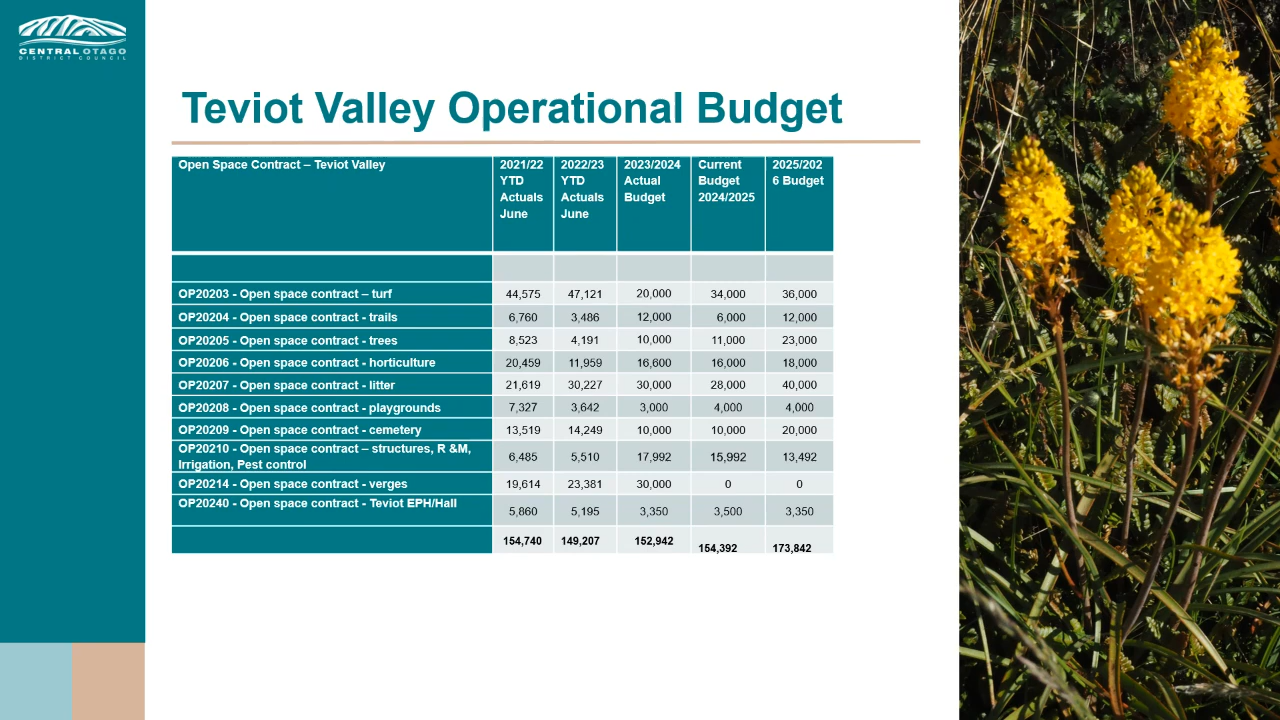 CENTRAL OTAGO
DISTRICT COUNCIL
Teviot Valley Operational Budget
Open Space Contract – Teviot Valley
2021/22 YTD Actuals June
2022/23 YTD Actuals June
2023/2024 Actual Budget
Current Budget 2024/2025
2025/202 6 Budget
OP20203 - Open space contract – turf 44,575 47,121 20,000 34,000 36,000
OP20204 - Open space contract - trails 6,760 3,486 12,000 6,000 12,000
OP20205 - Open space contract - trees 8,523 4,191 10,000 11,000 23,000
OP20206 - Open space contract - horticulture 20,459 11,959 16,600 16,000 18,000
OP20207 - Open space contract - litter 21,619 30,227 30,000 28,000 40,000
OP20208 - Open space contract - playgrounds 7,327 3,642 3,000 4,000 4,000
OP20209 - Open space contract - cemetery 13,519 14,249 10,000 10,000 20,000
OP20210 - Open space contract – structures, R &M,
Irrigation, Pest control 6,485 5,510 17,992 15,992 13,492
OP20214 - Open space contract - verges 19,614 23,381 30,000 0 0
OP20240 - Open space contract - Teviot EPH/Hall 5,860 5,195 3,350 3,500 3,350
154,740 149,207 152,942 154,392 173,842